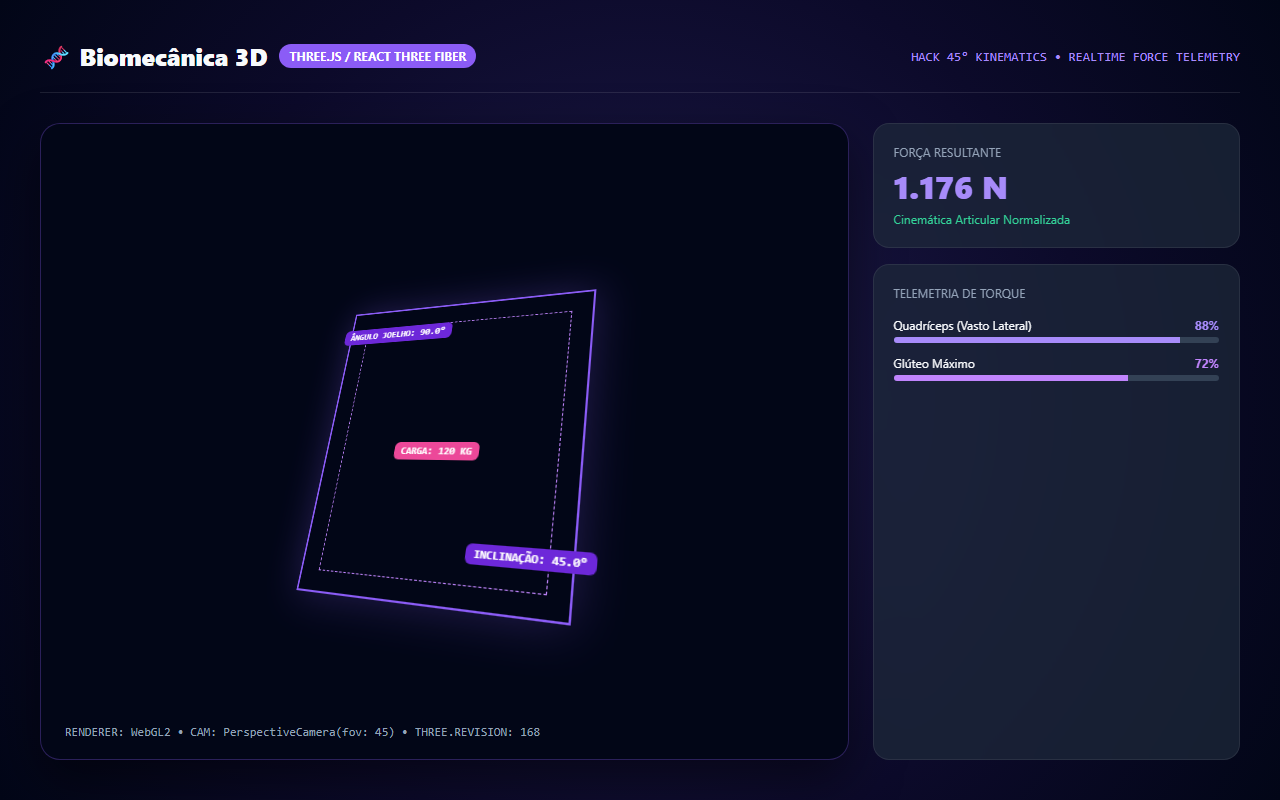 Biomecânica 3D
THREE.JS / REACT THREE FIBER
HACK 45° KINEMATICS • REALTIME FORCE TELEMETRY
ÂNGULO JOELHO: 90.0°
CARGA: 120 KG
INCLINAÇÃO: 45.0°
RENDERER: WebGL2 • CAM: PerspectiveCamera(fov: 45) • THREE.REVISION: 168
FORÇA RESULTANTE
1.176 N
Cinemática Articular Normalizada
TELEMETRIA DE TORQUE
Quadríceps (Vasto Lateral) 88%
Glúteo Máximo 72%